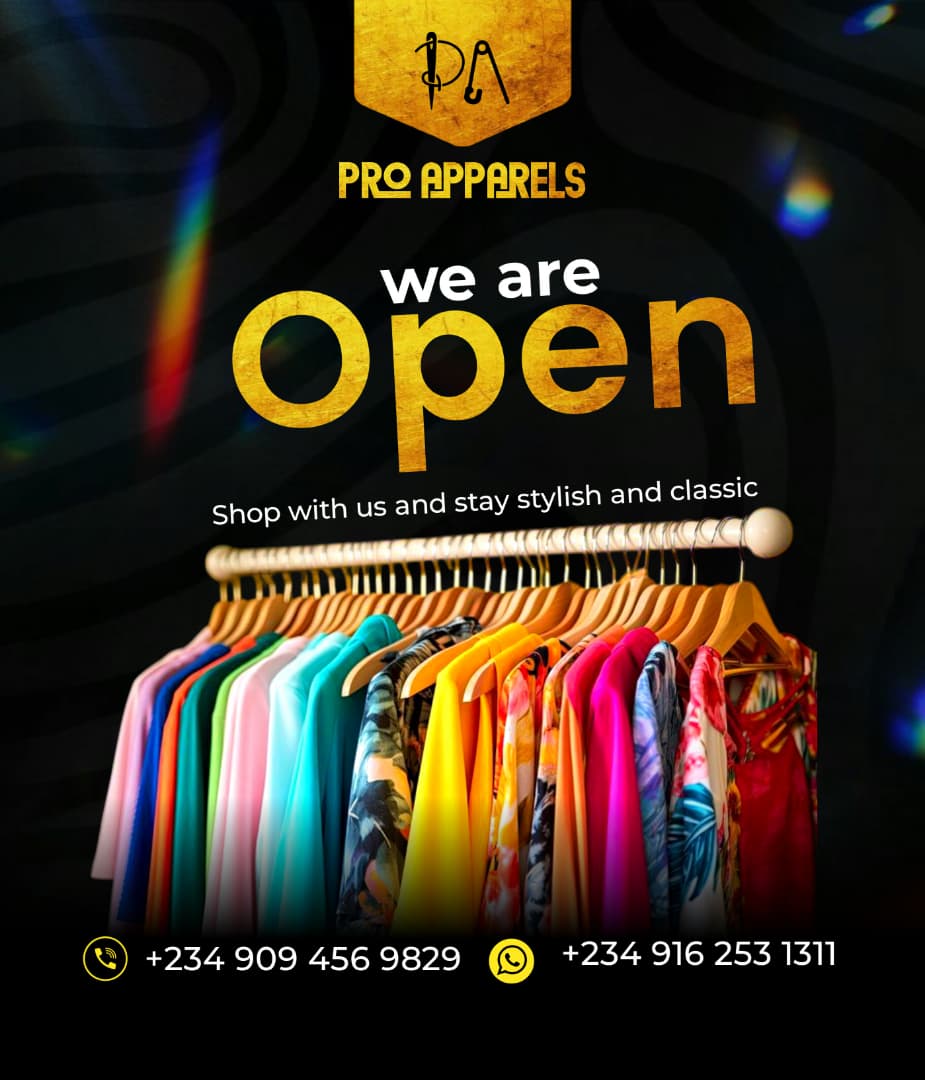 PA
PRO APPARELS
we are
Open
Shop with us and stay stylish and classic
+234 909 456 9829
+234 916 253 1311